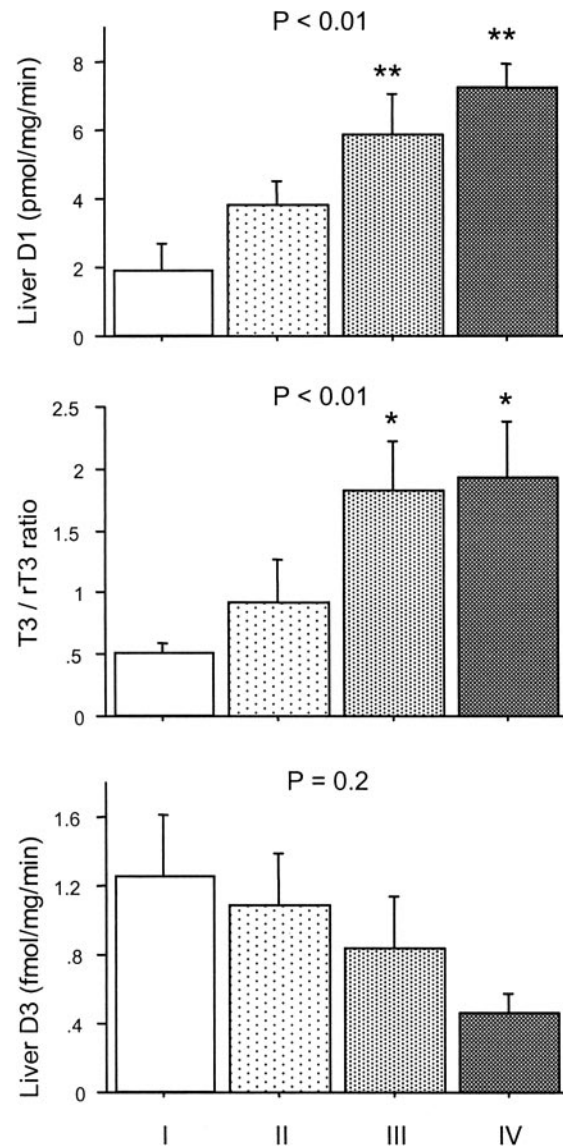 P < 0.01
**
**
8
6
4
2
0
Liver D1 (pmol/mg/min)
P < 0.01
*
*
2.5
2
1.5
1
.5
0
T3 / rT3 ratio
P = 0.2
1.6
1.2
.8
.4
0
Liver D3 (fmol/mg/min)
I II III IV